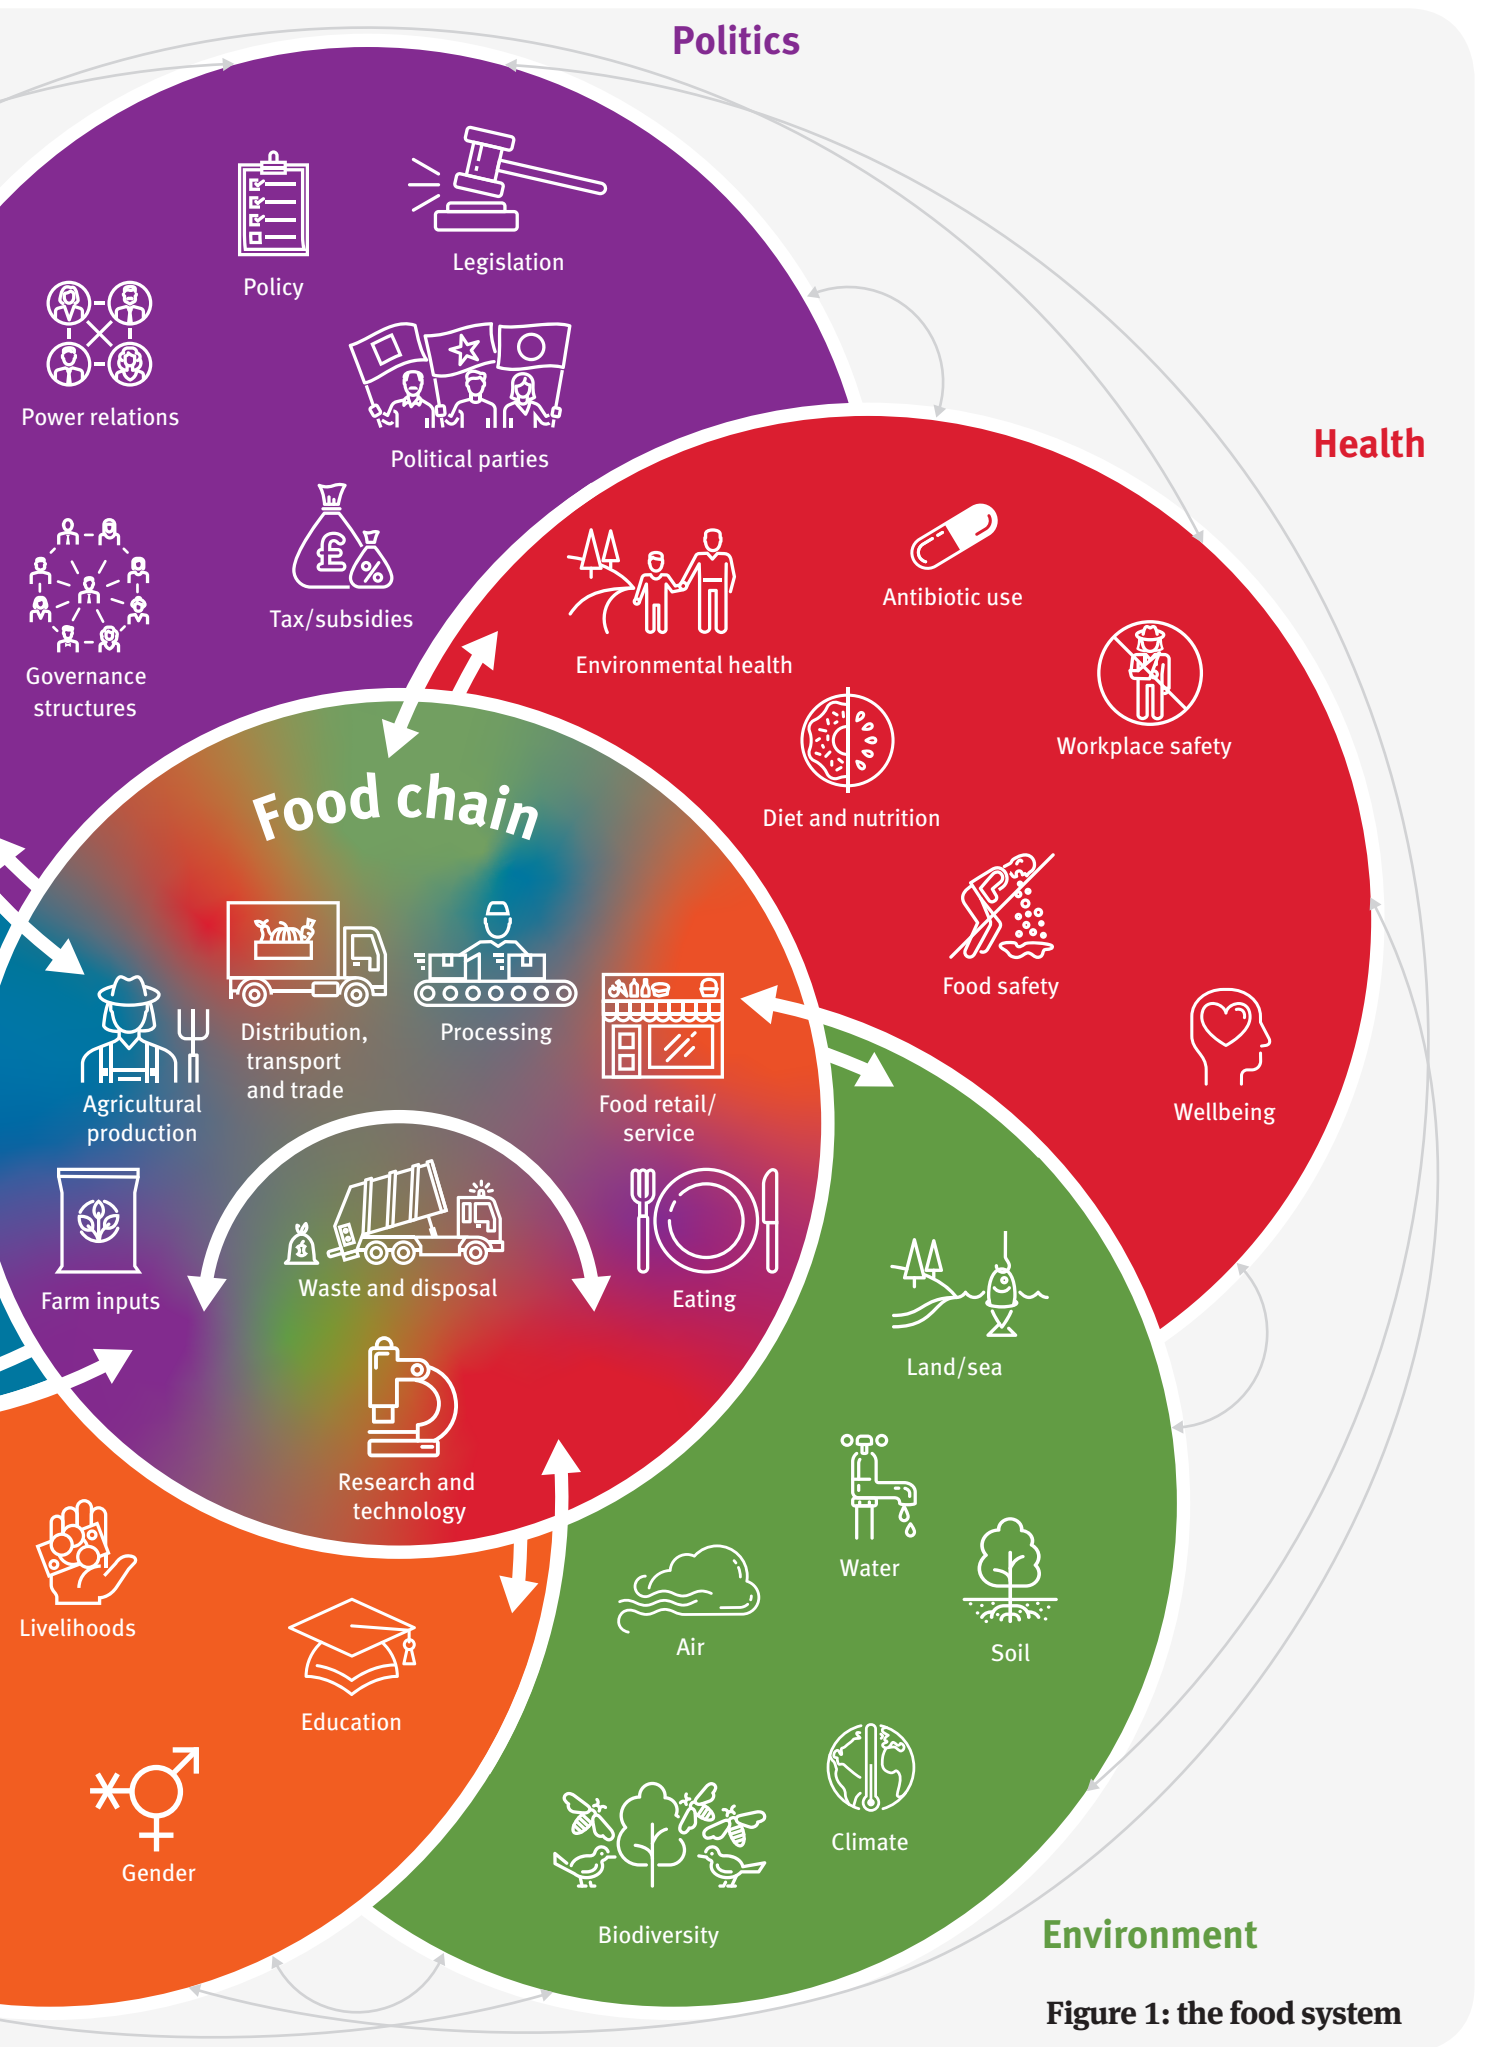 Politics
Policy
Legislation
Power relations
Political parties
Tax/subsidies
Governance
structures
Health
Environmental health
Antibiotic use
Workplace safety
Diet and nutrition
Food safety
Wellbeing
Food chain
Distribution,
transport
and trade
Processing
Agricultural
production
Food retail/
service
Farm inputs
Waste and disposal
Eating
Research and
technology
Land/sea
Water
Air
Soil
Climate
Biodiversity
Livelihoods
Education
Gender
Environment
Figure 1: the food system